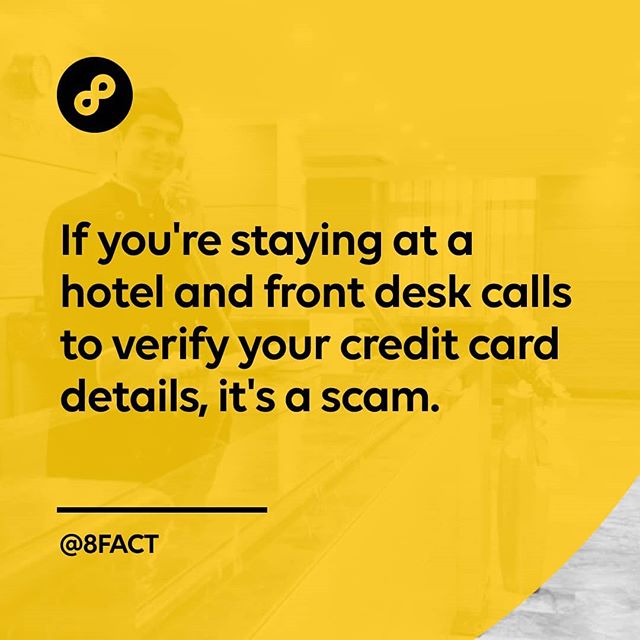 If you're staying at a
hotel and front desk calls
to verify your credit card
details, it's a scam.
@8FACT